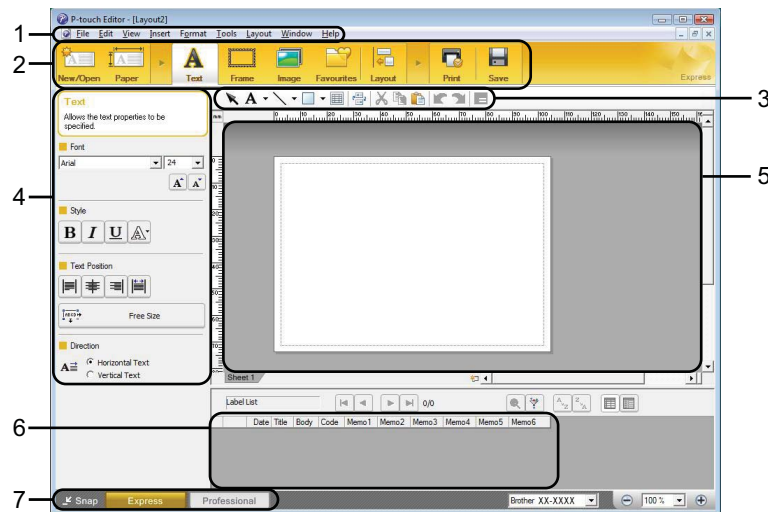 P-touch Editor - [Layout2]
1
File Edit View Insert Format Tools Layout Window Help
2
New/Open Paper Text Frame Image Favourites Layout Print Save Express
3
Text
Allows the text properties to be
specified.
4
5
Font
Arial 24
Style
B I U A
Text Position
Free Size
Direction
Horizontal Text
Vertical Text
Sheet 1
Label List 0/0
6
Date Title Body Code Memo1 Memo2 Memo3 Memo4 Memo5 Memo6
7
Snap Express Professional Brother XX-XXXX 100 %